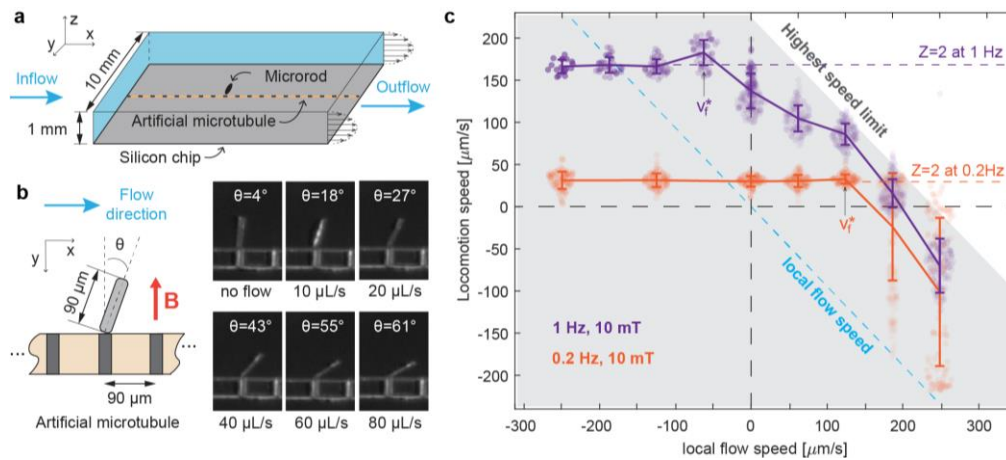 a
z
y
x
10 mm
Inflow
Microrod
Outflow
Artificial microtubule
1 mm
Silicon chip
b
Flow
direction
x
y
θ
90 µm
B
...
...
90 µm
Artificial microtubule
θ=4°
θ=18°
θ=27°
no flow
10 µL/s
20 µL/s
θ=43°
θ=55°
θ=61°
40 µL/s
60 µL/s
80 µL/s
c
Locomotion speed [µm/s]
200
150
100
50
0
-50
-100
-150
-200
Highest speed limit
Z=2 at 1 Hz
Z=2 at 0.2Hz
v*f
v*f
local flow speed
1 Hz, 10 mT
0.2 Hz, 10 mT
-300
-200
-100
0
100
200
300
local flow speed [µm/s]